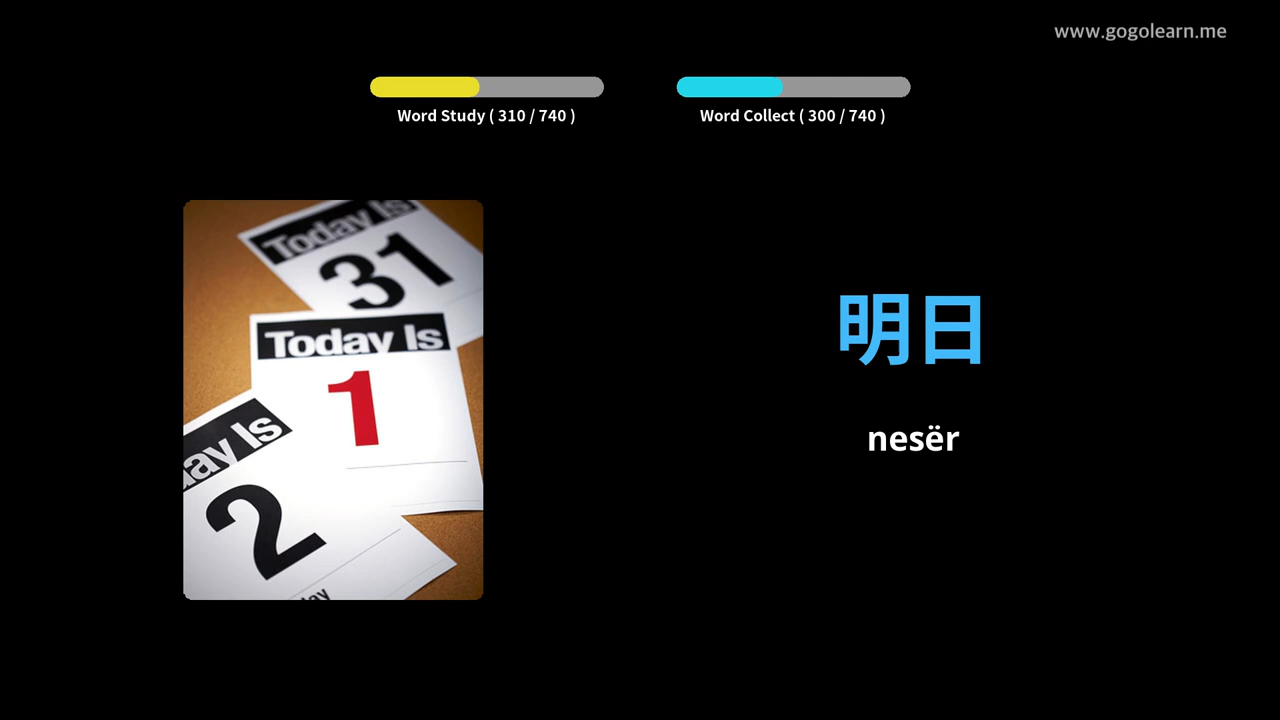 www.gogolearn.me
Word Study ( 310 / 740 )
Word Collect ( 300 / 740 )
Today Is
31
Today Is
1
day Is
2
明日
nesër